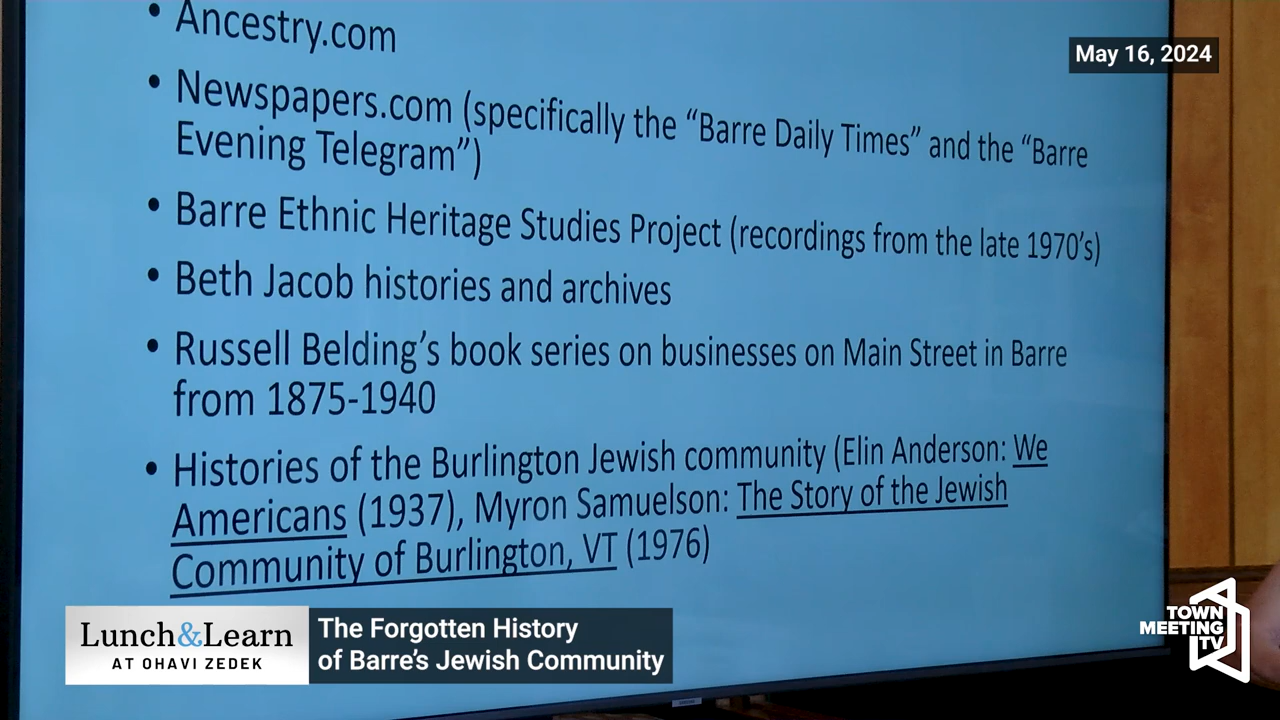 • Ancestry.com
May 16, 2024
• Newspapers.com (specifically the “Barre Daily Times” and the “Barre
Evening Telegram”)
• Barre Ethnic Heritage Studies Project (recordings from the late 1970’s)
• Beth Jacob histories and archives
• Russell Belding’s book series on businesses on Main Street in Barre
from 1875-1940
• Histories of the Burlington Jewish community (Elin Anderson: We
Americans (1937), Myron Samuelson: The Story of the Jewish
Community of Burlington, VT (1976)
Lunch&Learn
AT OHAVI ZEDEK
The Forgotten History
of Barre’s Jewish Community
TOWN
MEETING
TV